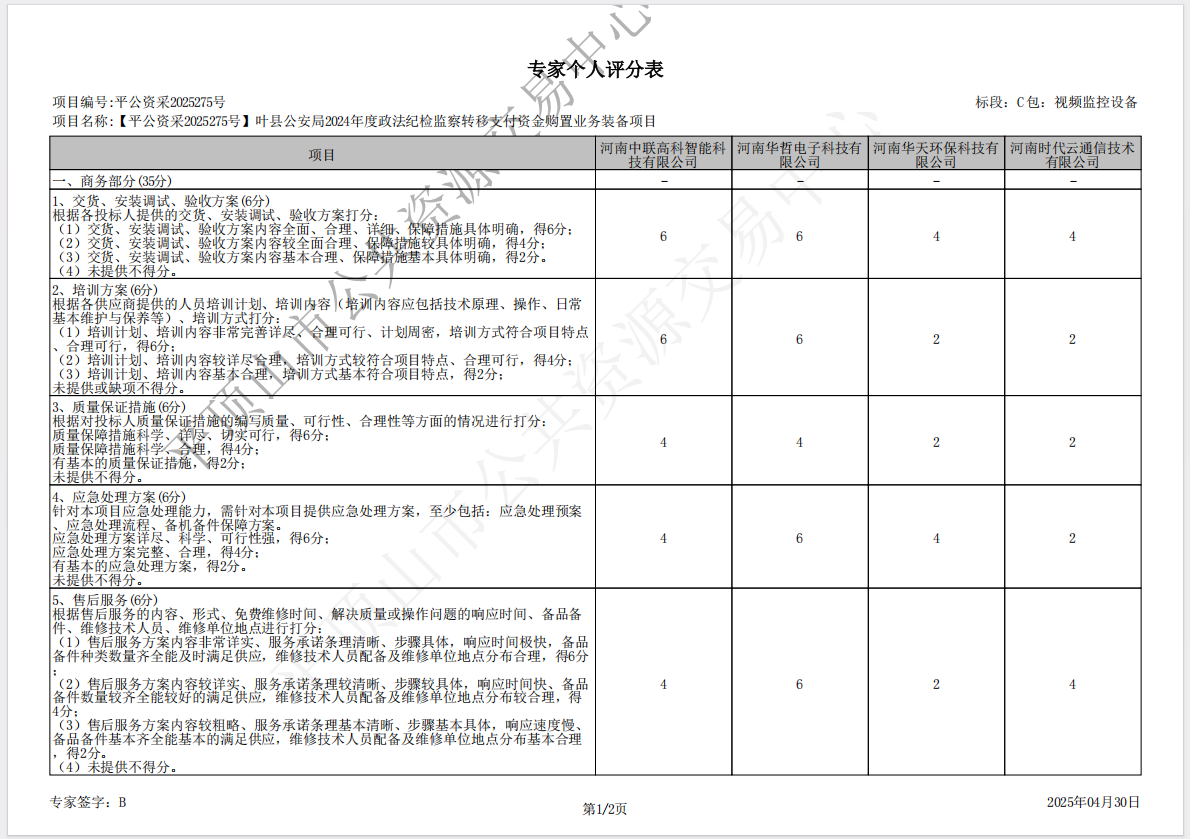 专家个人评分表
项目编号:平公资采2025275号
标段: C包: 视频监控设备
项目名称:【平公资采2025275号】叶县公安局2024年度政法纪检监察转移支付资金购置业务装备项目
项目
河南中联高科智能科
技有限公司
河南华哲电子科技有
限公司
河南华天环保科技有
限公司
河南时代云通信技术
有限公司
一、商务部分(35分)
-
-
-
-
1、交货、安装调试、验收方案(6分)
根据各投标人提供的交货、安装调试、验收方案打分:
(1)交货、安装调试、验收方案内容全面、合理、详细、保障措施具体明确, 得6分;
(2)交货、安装调试、验收方案内容较全面合理、保障措施较具体明确, 得4分;
(3)交货、安装调试、验收方案内容基本合理、保障措施基本具体明确, 得2分。
(4)未提供不得分。
6
6
4
4
2、培训方案(6分)
根据各供应商提供的人员培训计划、培训内容(培训内容应包括技术原理、操作、日常
基本维护与保养等)、培训方式打分:
(1)培训计划、培训内容非常完善详尽、合理可行、计划周密, 培训方式符合项目特点
、合理可行, 得6分;
(2)培训计划、培训内容较详尽合理, 培训方式较符合项目特点、合理可行, 得4分;
(3)培训计划、培训内容基本合理, 培训方式基本符合项目特点, 得2分;
未提供或缺项不得分。
6
6
2
2
3、质量保证措施(6分)
根据对投标人质量保证措施的编写质量、可行性、合理性等方面的情况进行打分:
质量保障措施科学、详尽、切实可行, 得6分;
质量保障措施科学、合理, 得4分;
有基本的质量保证措施, 得2分;
未提供不得分。
4
4
2
2
4、应急处理方案(6分)
针对本项目应急处理能力, 需针对本项目提供应急处理方案, 至少包括: 应急处理预案
、应急处理流程、备机备件保障方案。
应急处理方案详尽、科学、可行性强, 得6分;
应急处理方案完整、合理, 得4分;
有基本的应急处理方案, 得2分。
未提供不得分。
4
6
4
2
5、售后服务(6分)
根据售后服务的内容、形式、免费维修时间、解决质量或操作问题的响应时间、备品备
件、维修技术人员、维修单位地点进行打分:
(1)售后服务方案内容非常详实、服务承诺条理清晰、步骤具体, 响应时间极快, 备品
备件种类数量齐全能及时满足供应, 维修技术人员配备及维修单位地点分布合理, 得6分
;
(2)售后服务方案内容较详实、服务承诺条理较清晰、步骤较具体, 响应时间快、备品
备件数量较齐全能较好的满足供应, 维修技术人员配备及维修单位地点分布较合理, 得
4分;
(3)售后服务方案内容较粗略、服务承诺条理基本清晰、步骤基本具体, 响应速度慢、
备品备件基本齐全能基本的满足供应, 维修技术人员配备及维修单位地点分布基本合理
, 得2分。
(4)未提供不得分。
4
6
2
4
专家签字: B
第1/2页
2025年04月30日
平顶山市公共资源交易中心
平顶山市公共资源交易中心